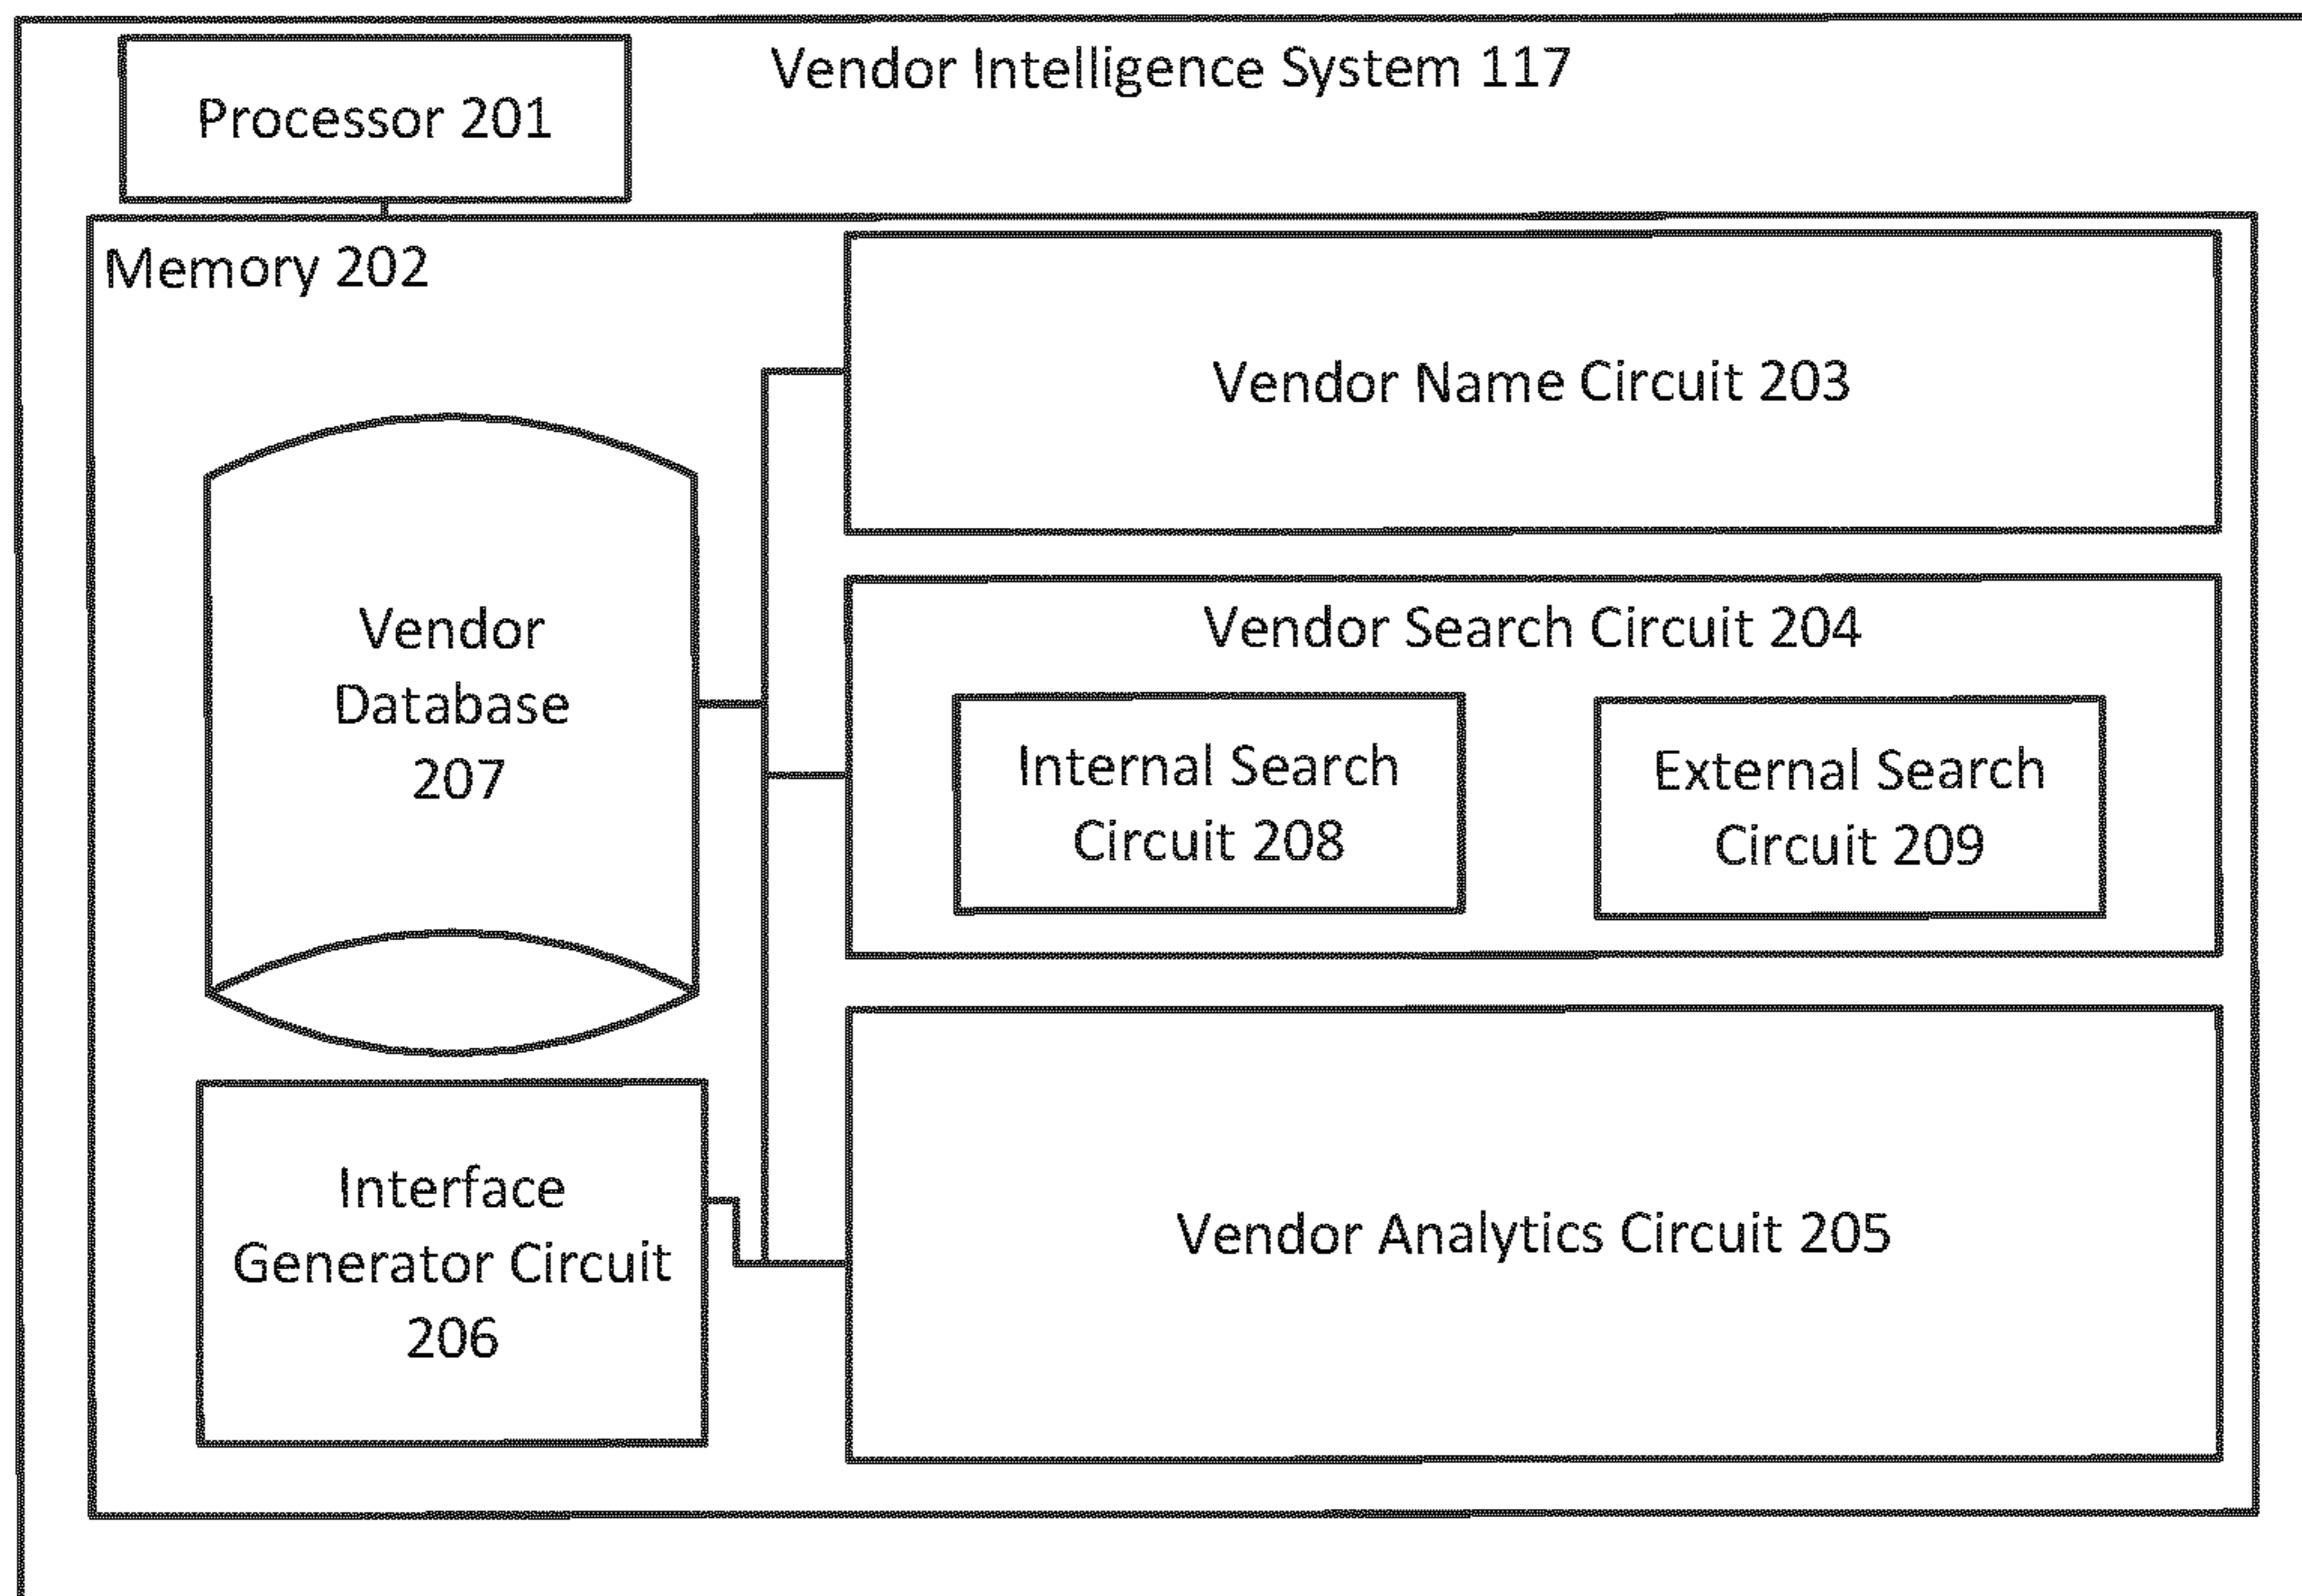 Vendor Intelligence System 117
Processor 201
Memory 202
Vendor Name Circuit 203
Vendor
Database
207
Vendor Search Circuit 204
Internal Search
Circuit 208
External Search
Circuit 209
Interface
Generator Circuit
206
Vendor Analytics Circuit 205